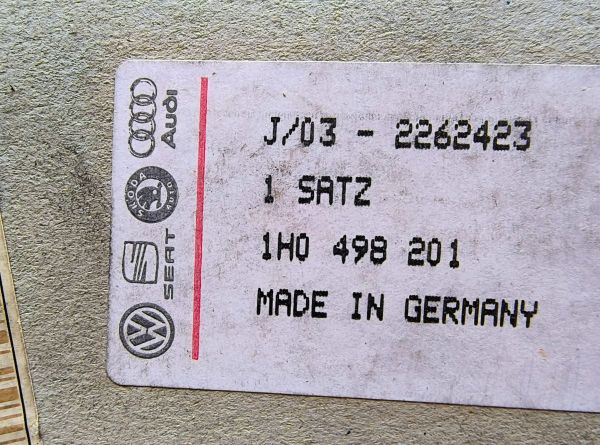 Audi
SKODA
SEAT
J/03 - 2262423
1 SATZ
1H0 498 201
MADE IN GERMANY